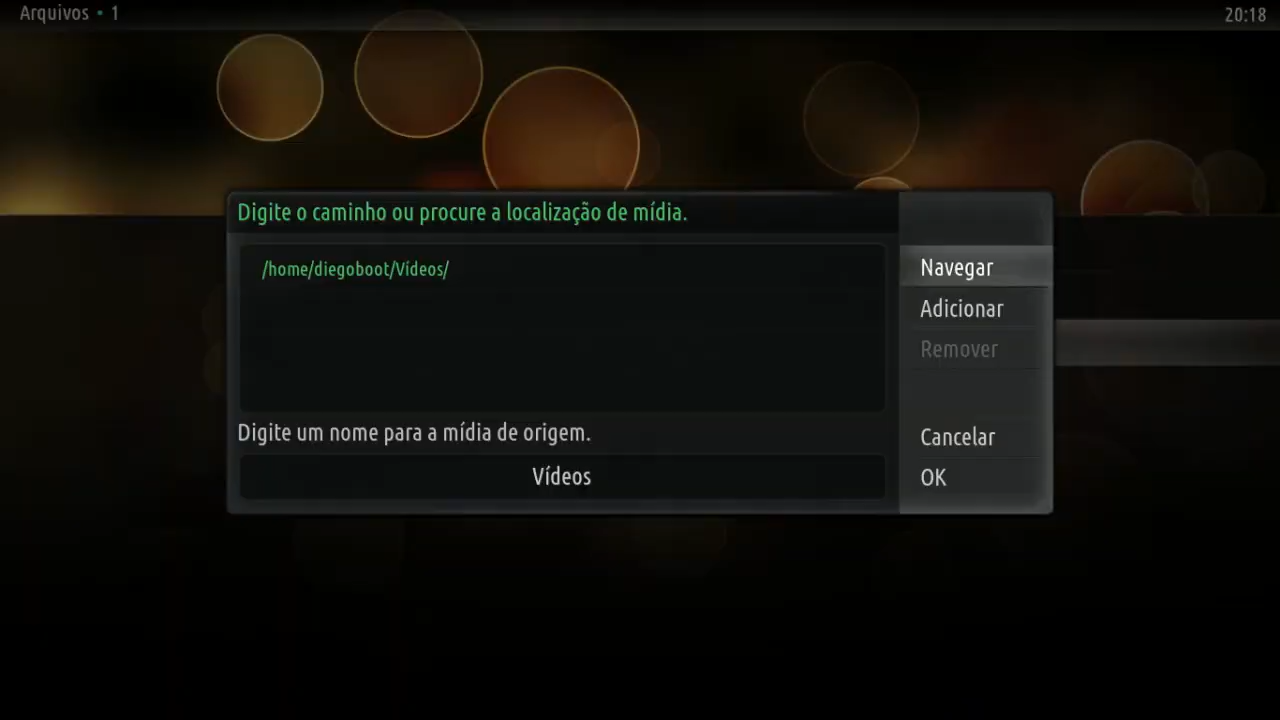 Arquivos • 1
20:18
Digite o caminho ou procure a localização de mídia.
/home/diegoboot/Vídeos/
Navegar
Adicionar
Remover
Digite um nome para a mídia de origem.
Vídeos
Cancelar
OK